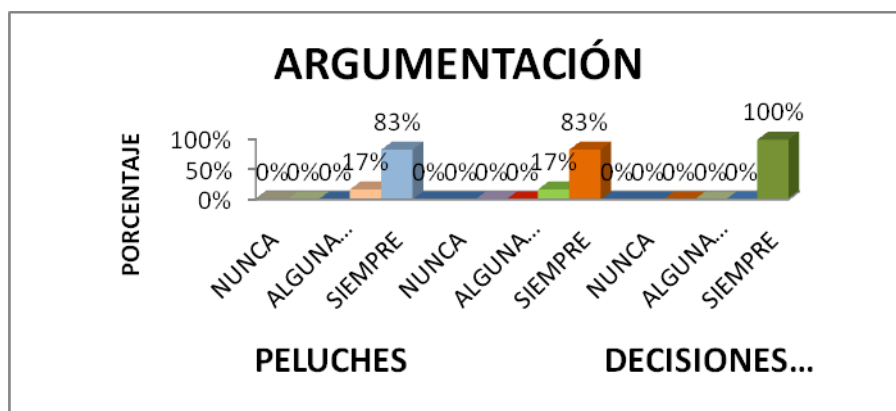 ARGUMENTACIÓN
PORCENTAJE
100%
50%
0%
0% 0% 0% 17% 83% 0% 0% 0% 0% 17% 83% 0% 0% 0% 0% 0% 100%
NUNCA ALGUNA... SIEMPRE NUNCA ALGUNA... SIEMPRE NUNCA ALGUNA... SIEMPRE
PELUCHES DECISIONES...